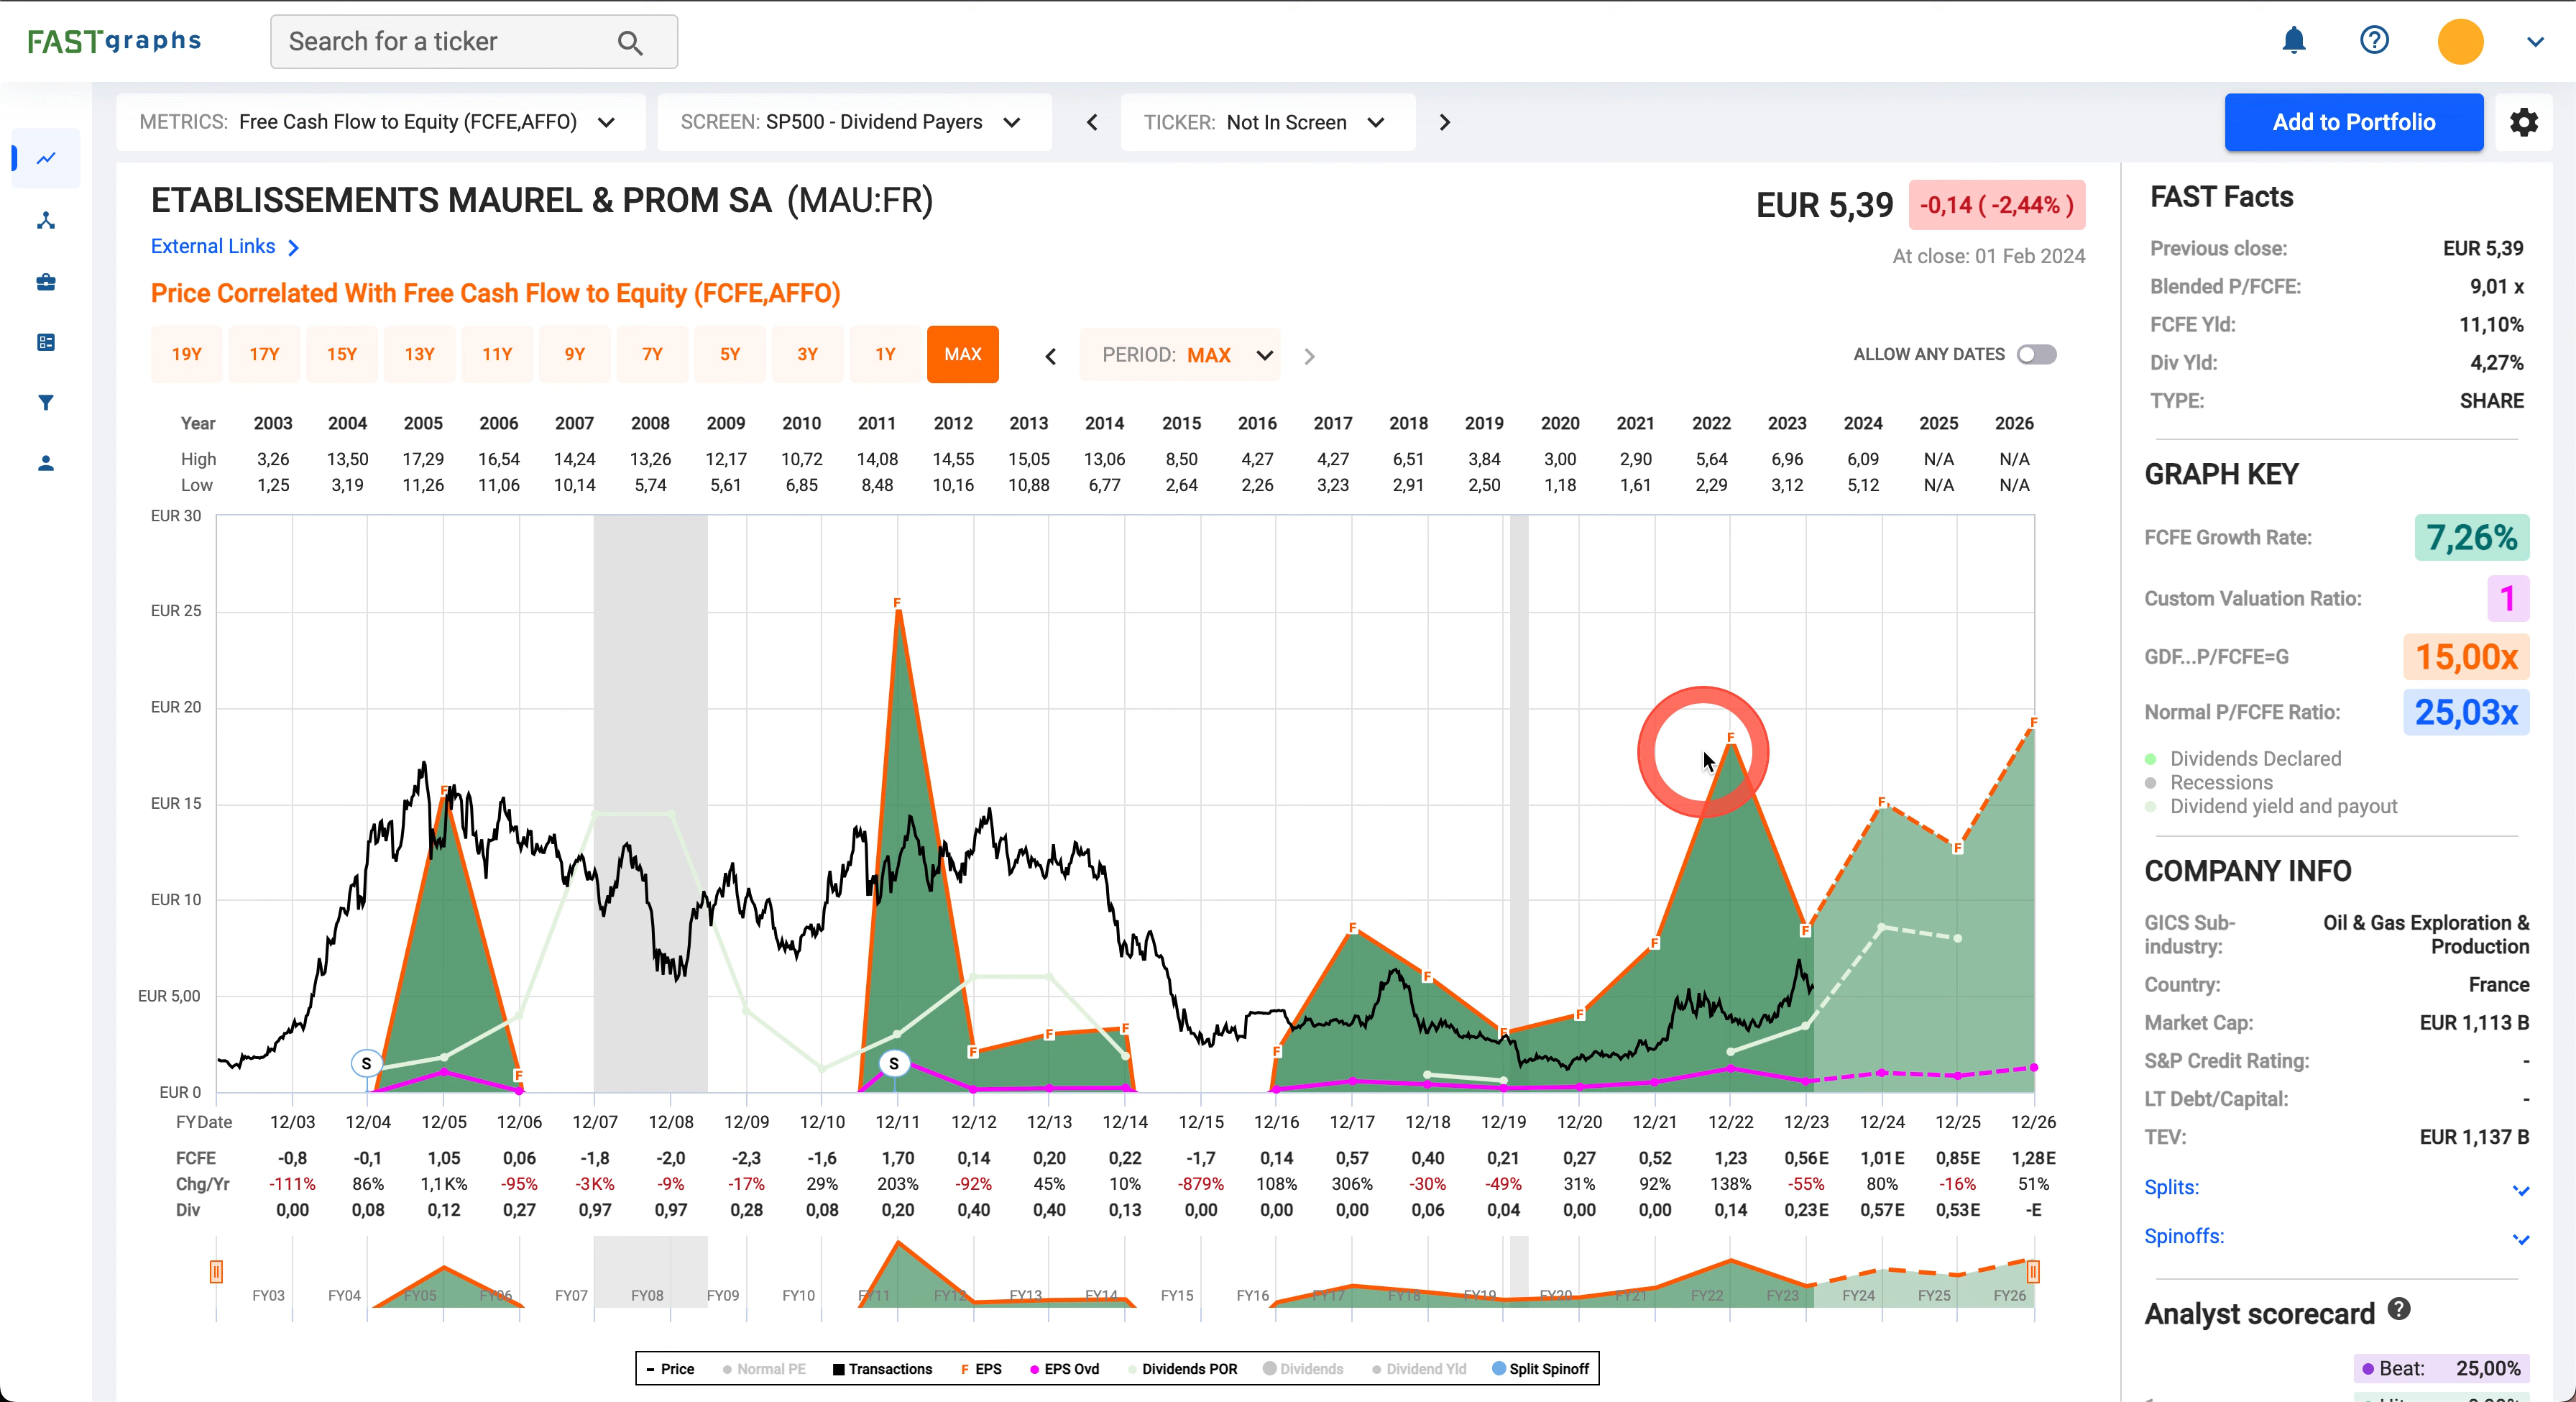 FASTgraphs
Search for a ticker
METRICS: Free Cash Flow to Equity (FCFE,AFFO)
SCREEN: SP500 - Dividend Payers
TICKER: Not In Screen
Add to Portfolio
ETABLISSEMENTS MAUREL & PROM SA (MAU:FR)
EUR 5,39 -0,14 ( -2,44% )
External Links
At close: 01 Feb 2024
Price Correlated With Free Cash Flow to Equity (FCFE,AFFO)
19Y 17Y 15Y 13Y 11Y 9Y 7Y 5Y 3Y 1Y MAX
PERIOD: MAX
ALLOW ANY DATES
Year 2003 2004 2005 2006 2007 2008 2009 2010 2011 2012 2013 2014 2015 2016 2017 2018 2019 2020 2021 2022 2023 2024 2025 2026
High 3,26 13,50 17,29 16,54 14,24 13,26 12,17 10,72 14,08 14,55 15,05 13,06 8,50 4,27 4,27 6,51 3,84 3,00 2,90 5,64 6,96 6,09 N/A N/A
Low 1,25 3,19 11,26 11,06 10,14 5,74 5,61 6,85 8,48 10,16 10,88 6,77 2,64 2,26 3,23 2,91 2,50 1,18 1,61 2,29 3,12 5,12 N/A N/A
EUR 30
EUR 25
EUR 20
EUR 15
EUR 10
EUR 5,00
EUR 0
F F F F F F F F F F F F F F F F F
S S
FYDate 12/03 12/04 12/05 12/06 12/07 12/08 12/09 12/10 12/11 12/12 12/13 12/14 12/15 12/16 12/17 12/18 12/19 12/20 12/21 12/22 12/23 12/24 12/25 12/26
FCFE -0,8 -0,1 1,05 0,06 -1,8 -2,0 -2,3 -1,6 1,70 0,14 0,20 0,22 -1,7 0,14 0,57 0,40 0,21 0,27 0,52 1,23 0,56E 1,01E 0,85E 1,28E
Chg/Yr -111% 86% 1,1K% -95% -3K% -9% -17% 29% 203% -92% 45% 10% -879% 108% 306% -30% -49% 31% 92% 138% -55% 80% -16% 51%
Div 0,00 0,08 0,12 0,27 0,97 0,97 0,28 0,08 0,20 0,40 0,40 0,13 0,00 0,00 0,00 0,06 0,04 0,00 0,00 0,14 0,23E 0,57E 0,53E -E
FY03 FY04 FY05 FY06 FY07 FY08 FY09 FY10 FY11 FY12 FY13 FY14 FY15 FY16 FY17 FY18 FY19 FY20 FY21 FY22 FY23 FY24 FY25 FY26
Price Normal PE Transactions F EPS EPS Ovd Dividends POR Dividends Dividend Yld Split Spinoff
FAST Facts
Previous close: EUR 5,39
Blended P/FCFE: 9,01 x
FCFE Yld: 11,10%
Div Yld: 4,27%
TYPE: SHARE
GRAPH KEY
FCFE Growth Rate: 7,26%
Custom Valuation Ratio: 1
GDF...P/FCFE=G 15,00x
Normal P/FCFE Ratio: 25,03x
Dividends Declared
Recessions
Dividend yield and payout
COMPANY INFO
GICS Sub- Oil & Gas Exploration &
industry: Production
Country: France
Market Cap: EUR 1,113 B
S&P Credit Rating: -
LT Debt/Capital: -
TEV: EUR 1,137 B
Splits:
Spinoffs:
Analyst scorecard
Beat: 25,00%